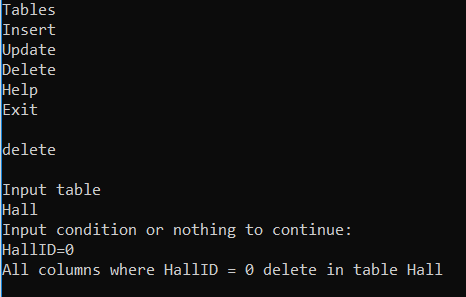 Tables
Insert
Update
Delete
Help
Exit
delete
Input table
Hall
Input condition or nothing to continue:
HallID=0
All columns where HallID = 0 delete in table Hall